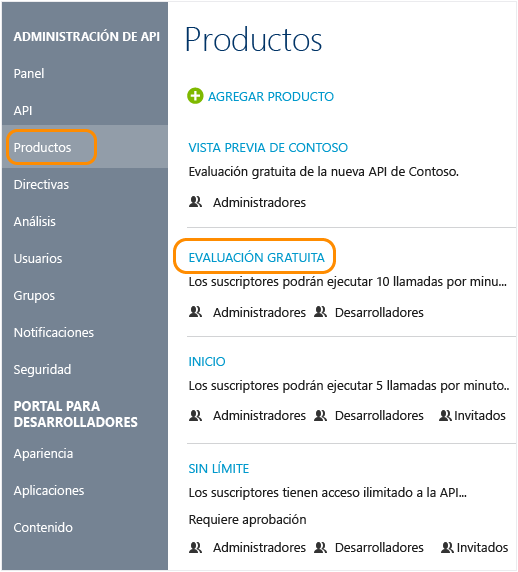 ADMINISTRACIÓN DE API
Panel
API
Productos
Directivas
Análisis
Usuarios
Grupos
Notificaciones
Seguridad
PORTAL PARA
DESARROLLADORES
Apariencia
Aplicaciones
Contenido
Productos
AGREGAR PRODUCTO
VISTA PREVIA DE CONTOSO
Evaluación gratuita de la nueva API de Contoso.
Administradores
EVALUACIÓN GRATUITA
Los suscriptores podrán ejecutar 10 llamadas por minu...
Administradores Desarrolladores
INICIO
Los suscriptores podrán ejecutar 5 llamadas por minuto..
Administradores Desarrolladores Invitados
SIN LÍMITE
Los suscriptores tienen acceso ilimitado a la API...
Requiere aprobación
Administradores Desarrolladores Invitados